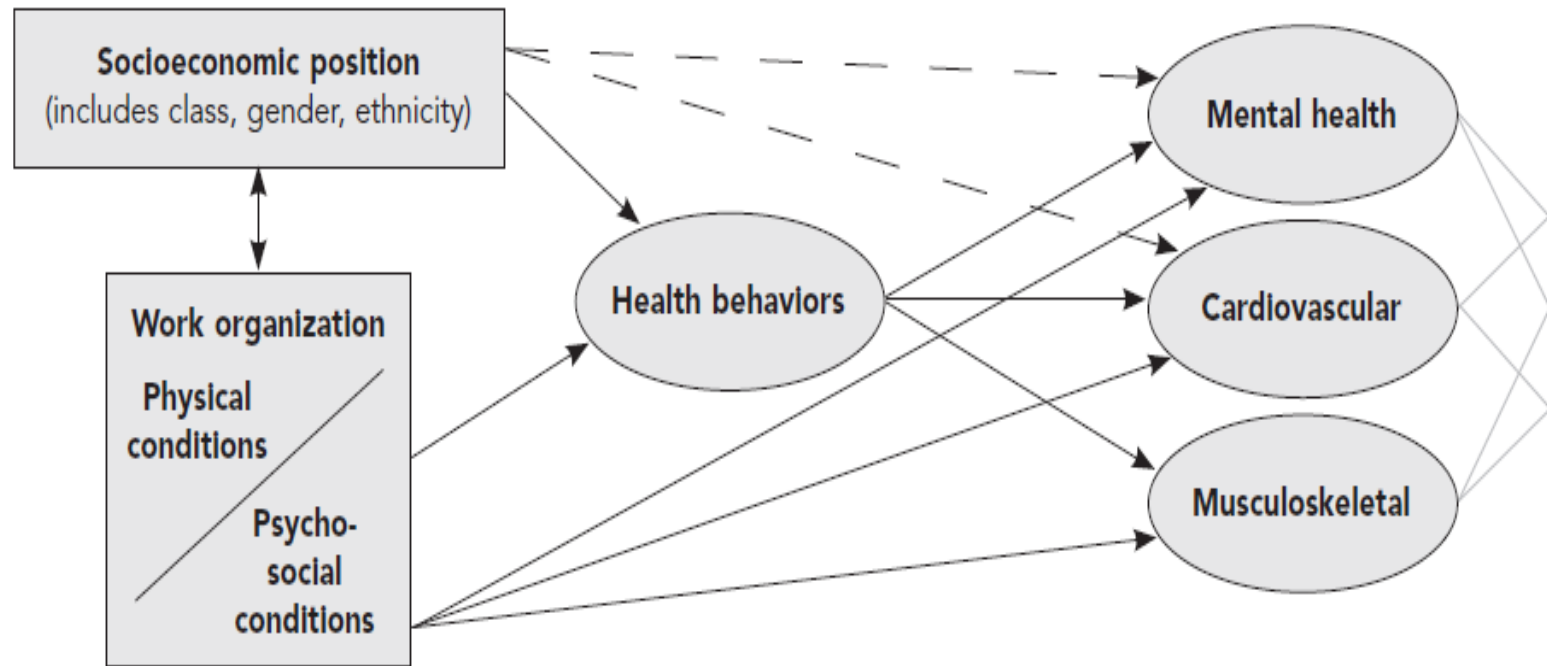 Socioeconomic position
(includes class, gender, ethnicity)
Mental health
Health behaviors
Cardiovascular
Work organization
Physical
conditions
Psycho-
social
conditions
Musculoskeletal